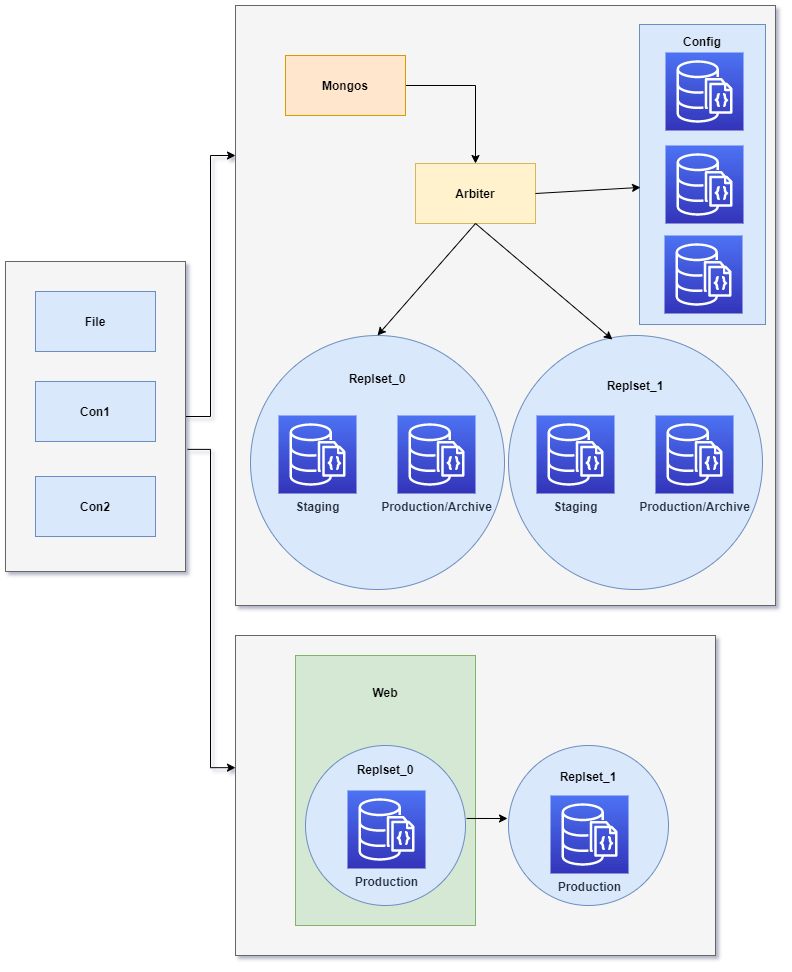 File
Con1
Con2
Mongos
Arbiter
Config
Replset_0
Staging
Production/Archive
Replset_1
Staging
Production/Archive
Web
Replset_0
Production
Replset_1
Production